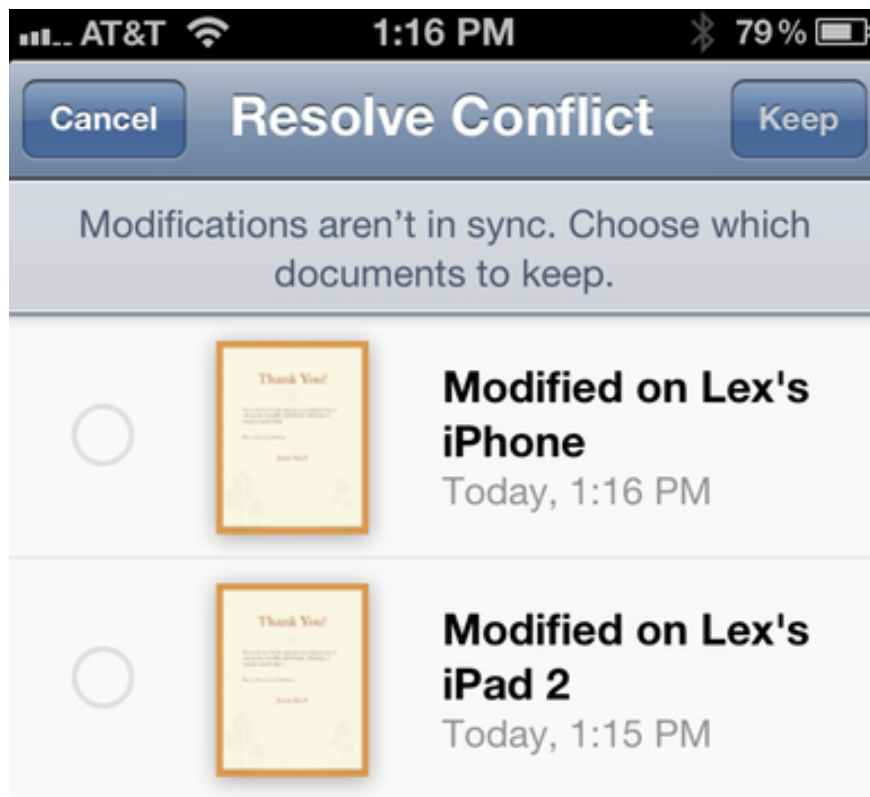 AT&T 1:16 PM 79%
Cancel Resolve Conflict Keep
Modifications aren’t in sync. Choose which
documents to keep.
Thank You!
Modified on Lex's
iPhone
Today, 1:16 PM
Thank You!
Modified on Lex's
iPad 2
Today, 1:15 PM